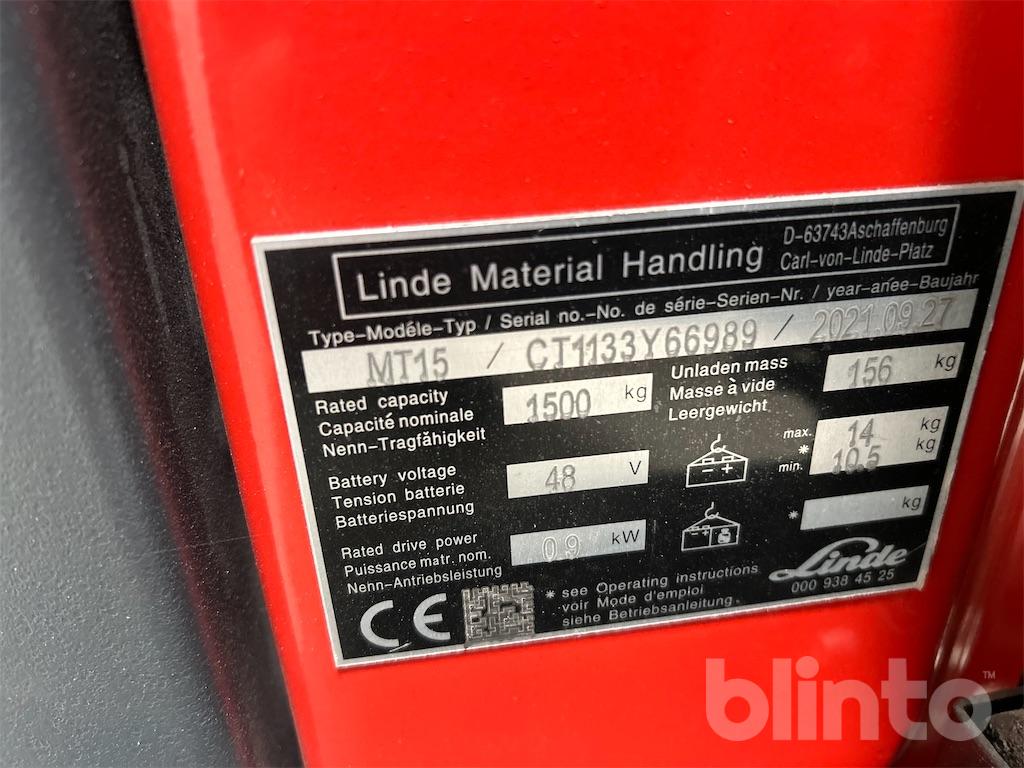 Linde Material Handling
D-63743Aschaffenburg
Carl-von-Linde-Platz
Type-Modéle-Typ / Serial no.-No. de série-Serien-Nr. / year-anée-Baujahr
MT15 / CT1133Y66989 / 2021.09.27
Rated capacity
Capacité nominale
Nenn-Tragfähigkeit
1500 kg
Unladen mass
Masse à vide
Leergewicht
156 kg
Battery voltage
Tension batterie
Batteriespannung
48 V
max. 14 kg
*
min. 10.5 kg
Rated drive power
Puissance matr. nom.
Nenn-Antriebsleistung
0.9 kW
* kg
CE
* see Operating instructions
voir Mode d'emploi
siehe Betriebsanleitung.
Linde
000 938 45 25
blinto™